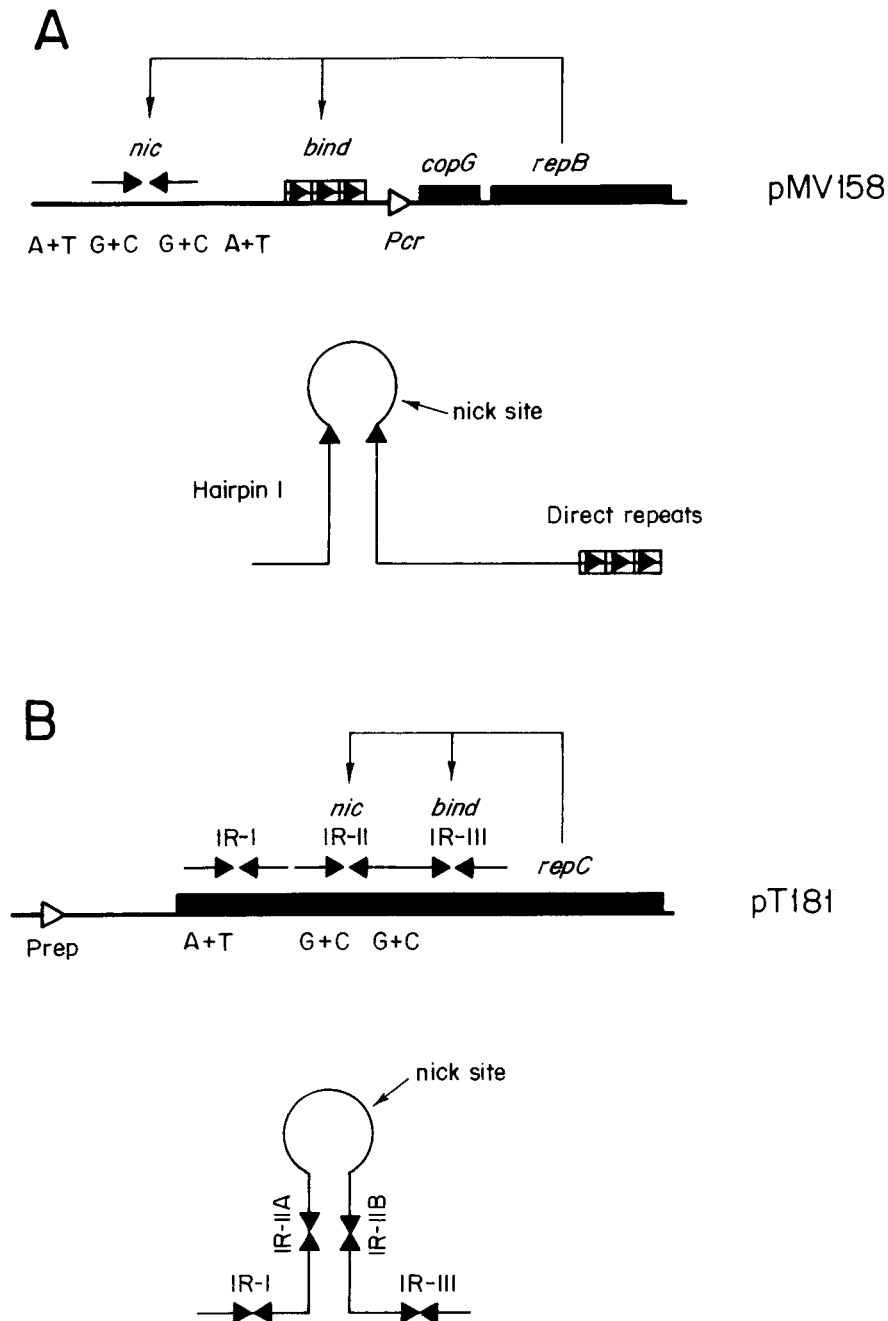 A
nic bind copG repB
pMV158
A+T G+C G+C A+T Pcr
nick site
Hairpin I
Direct repeats
B
nic bind
IR-I IR-II IR-III repC
pT181
Prep A+T G+C G+C
nick site
IR-IIA IR-IIB
IR-I IR-III